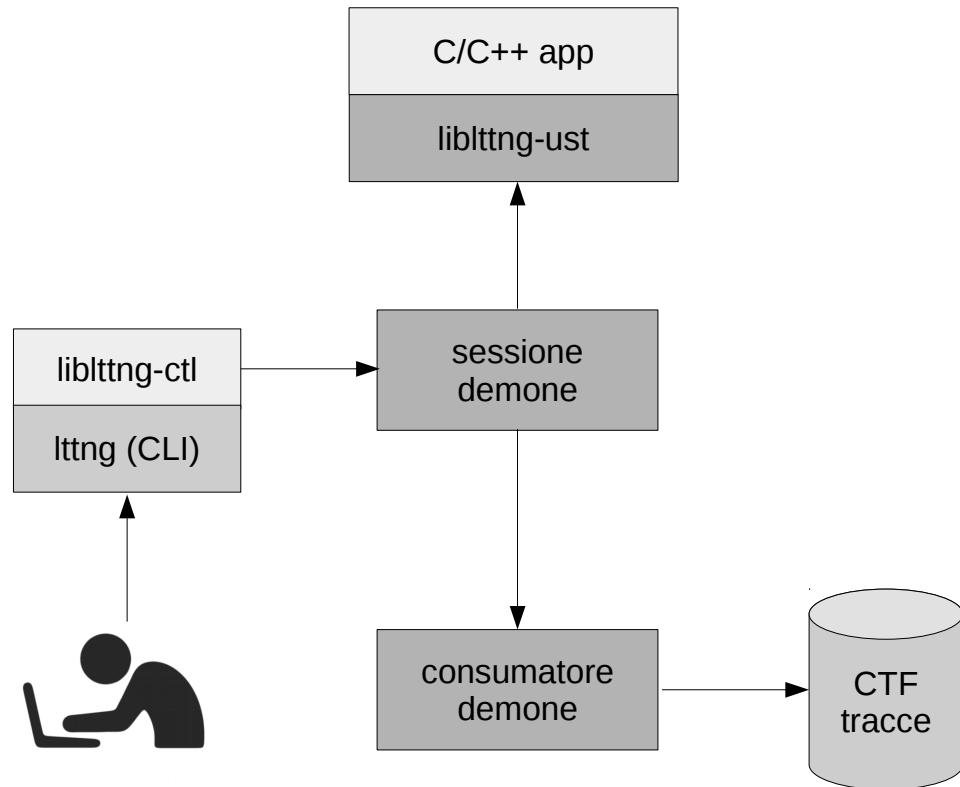 C/C++ app
liblttng-ust
liblttng-ctl
lttng (CLI)
sessione
demone
consumatore
demone
CTF
tracce